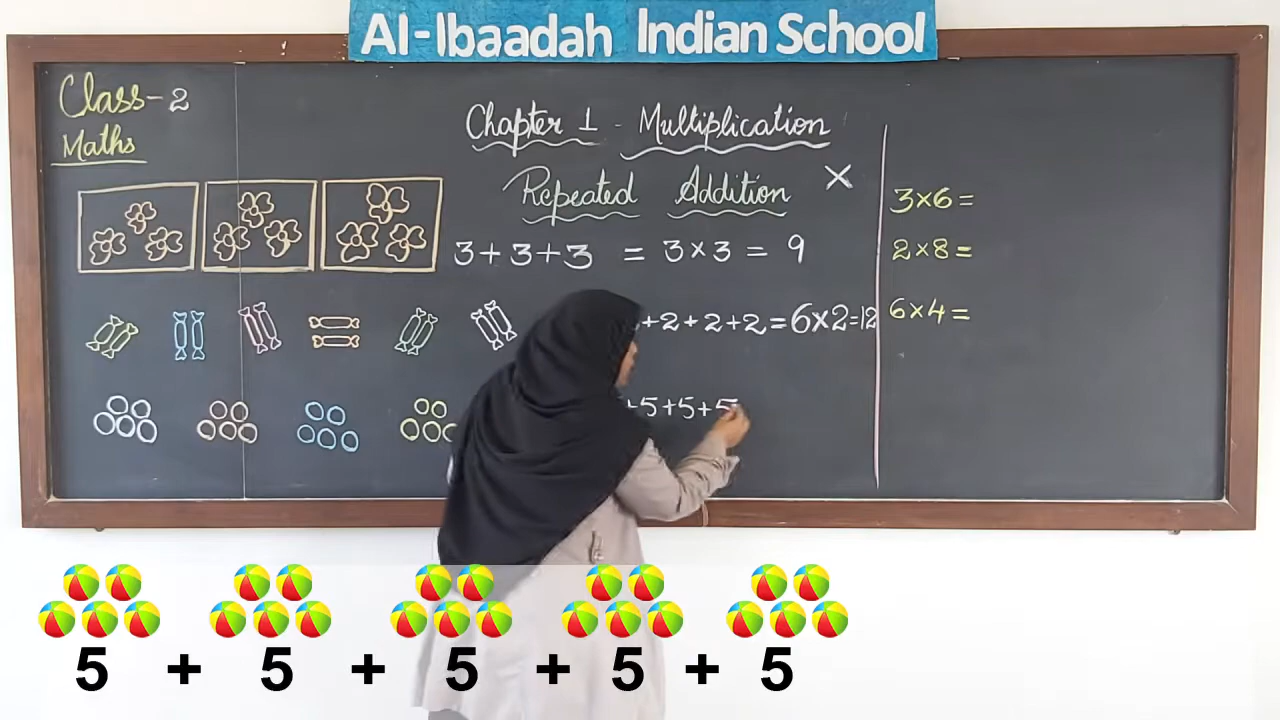 Al-Ibaadah Indian School
Class-2
Maths
Chapter 1 - Multiplication
Repeated Addition ×
3+3+3 = 3×3 = 9
+2+2+2=6×2=12
+5+5+5
3×6=
2×8=
6×4=
5 + 5 + 5 + 5 + 5